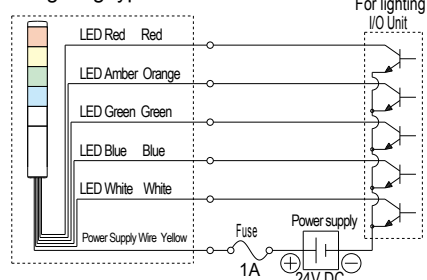 For lighting
I/O Unit
LED Red Red
LED Amber Orange
LED Green Green
LED Blue Blue
LED White White
Power Supply Wire Yellow
Fuse
1A
Power supply
+ −
24V DC